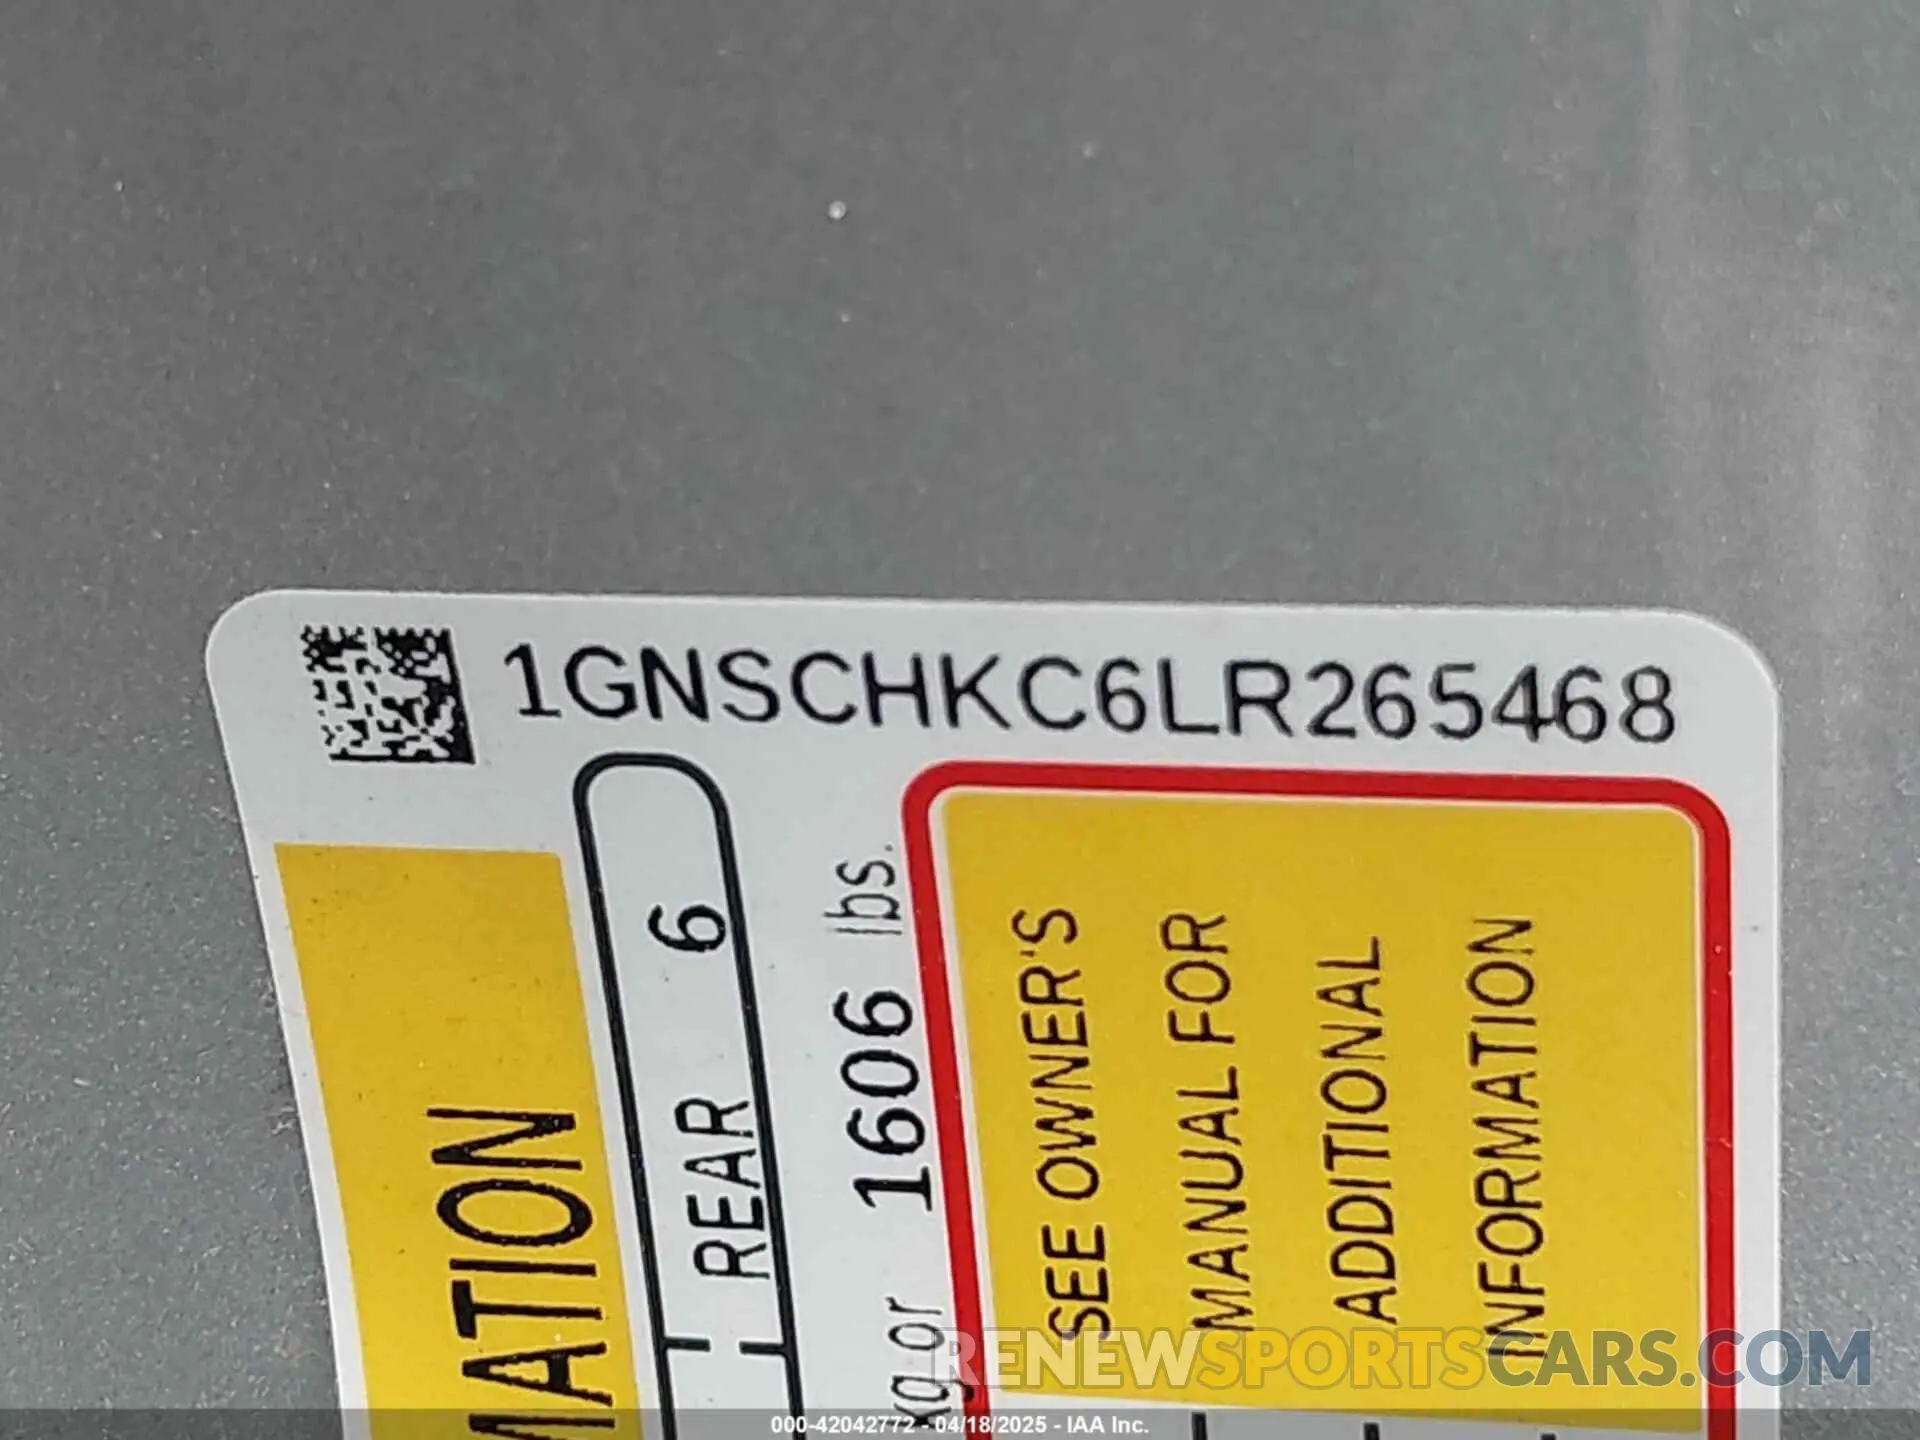 1GNSCHKC6LR265468
MATION
REAR 6
kg or 1606 lbs.
SEE OWNER'S
MANUAL FOR
ADDITIONAL
INFORMATION
RENEWSPORTSCARS.COM
000-42042772 - 04/18/2025 - IAA Inc.